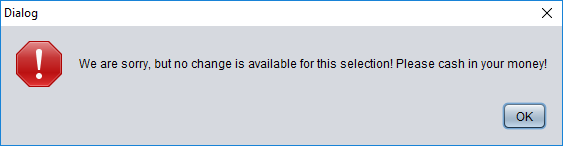 Dialog
We are sorry, but no change is available for this selection! Please cash in your money!
OK